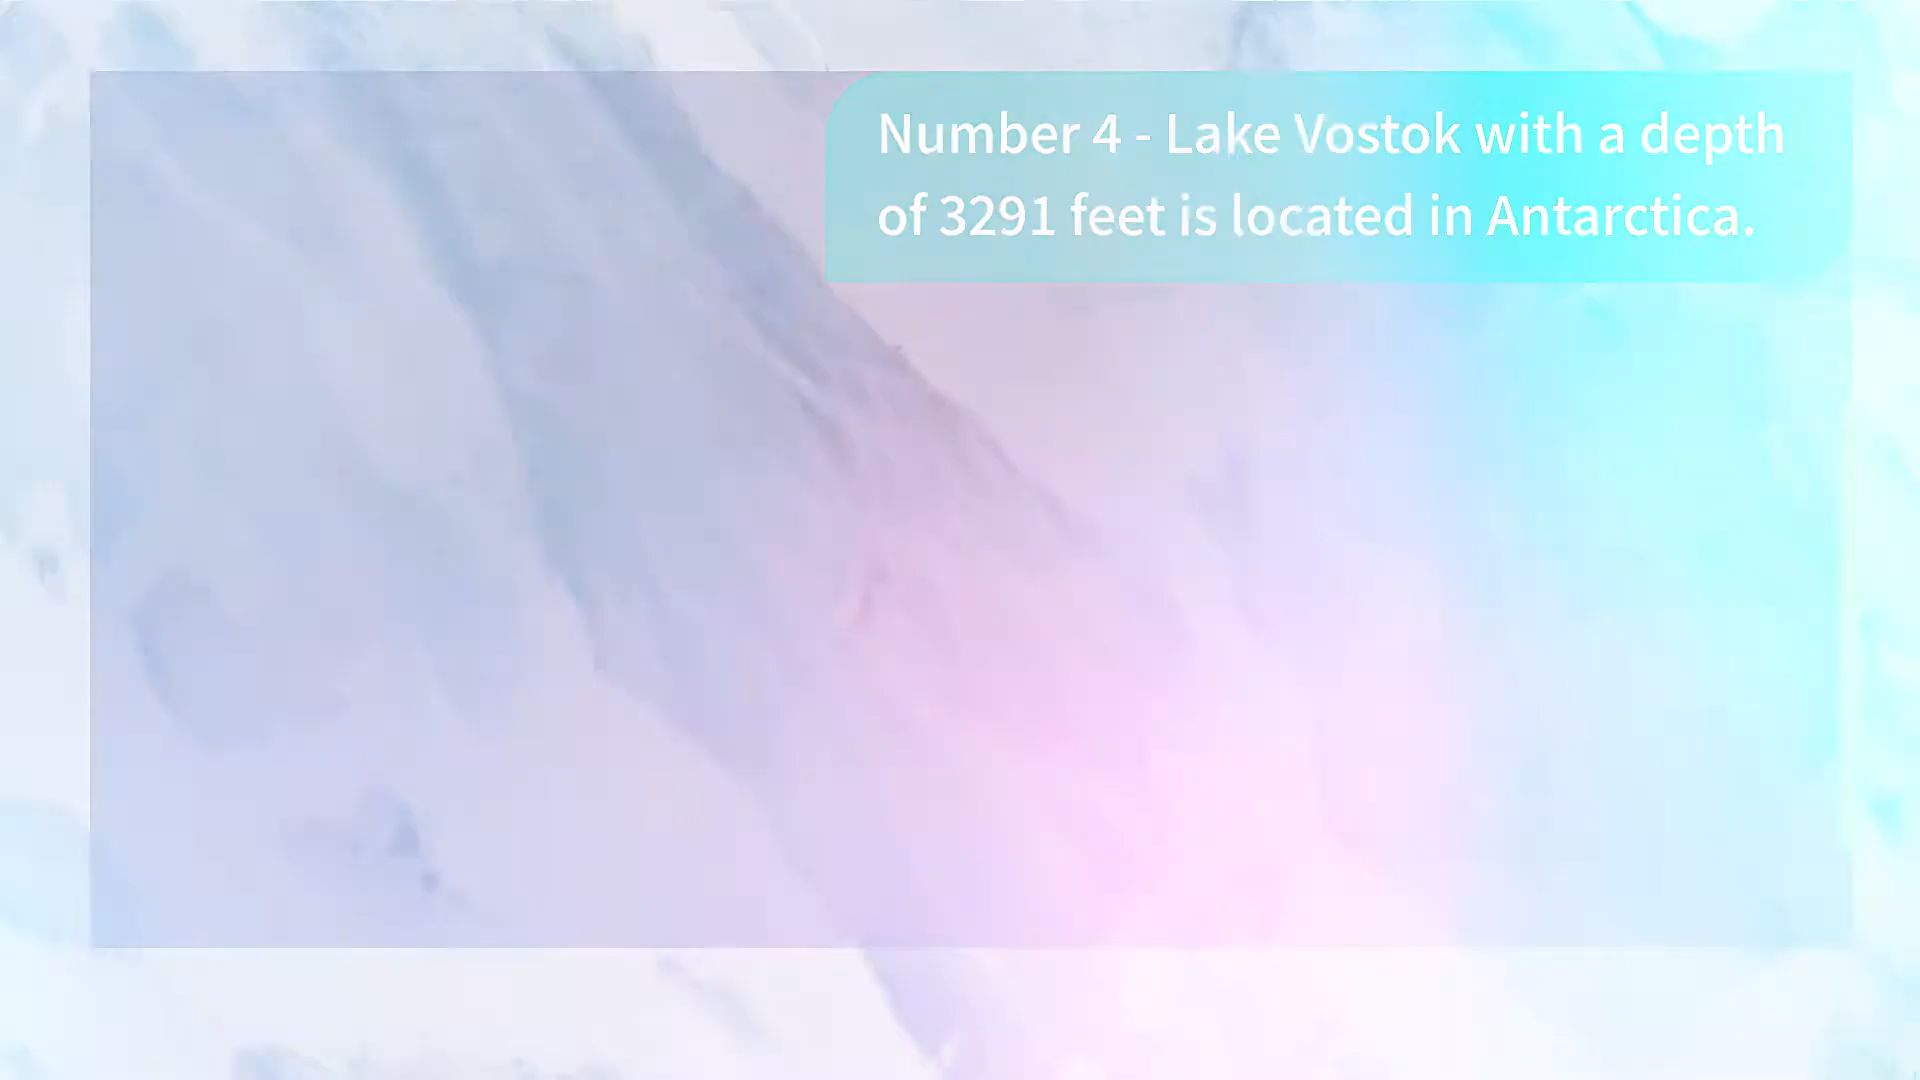 Number 4 - Lake Vostok with a depth
of 3291 feet is located in Antarctica.